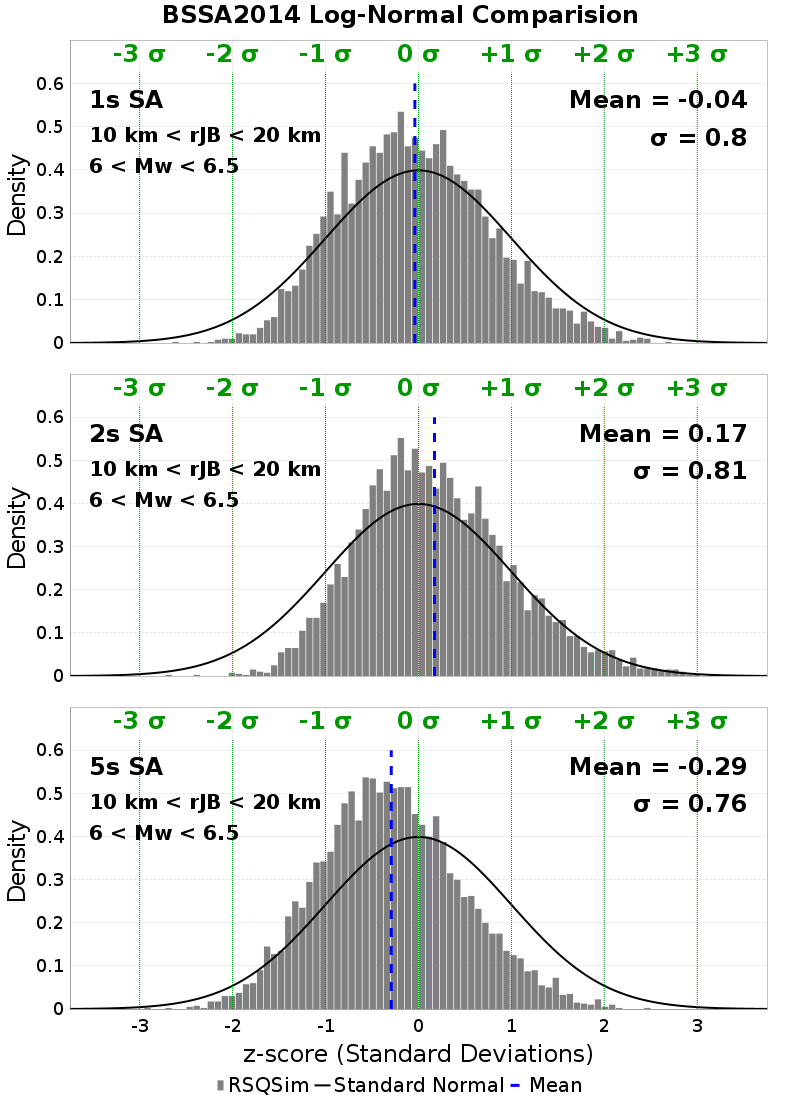 BSSA2014 Log-Normal Comparision
-3 σ -2 σ -1 σ 0 σ +1 σ +2 σ +3 σ
1s SA
10 km < rJB < 20 km
6 < Mw < 6.5
Mean = -0.04
σ = 0.8
Density
0.6
0.5
0.4
0.3
0.2
0.1
0
-3 σ -2 σ -1 σ 0 σ +1 σ +2 σ +3 σ
2s SA
10 km < rJB < 20 km
6 < Mw < 6.5
Mean = 0.17
σ = 0.81
Density
0.6
0.5
0.4
0.3
0.2
0.1
0
-3 σ -2 σ -1 σ 0 σ +1 σ +2 σ +3 σ
5s SA
10 km < rJB < 20 km
6 < Mw < 6.5
Mean = -0.29
σ = 0.76
Density
0.6
0.5
0.4
0.3
0.2
0.1
0
-3 -2 -1 0 1 2 3
z-score (Standard Deviations)
RSQSim Standard Normal Mean